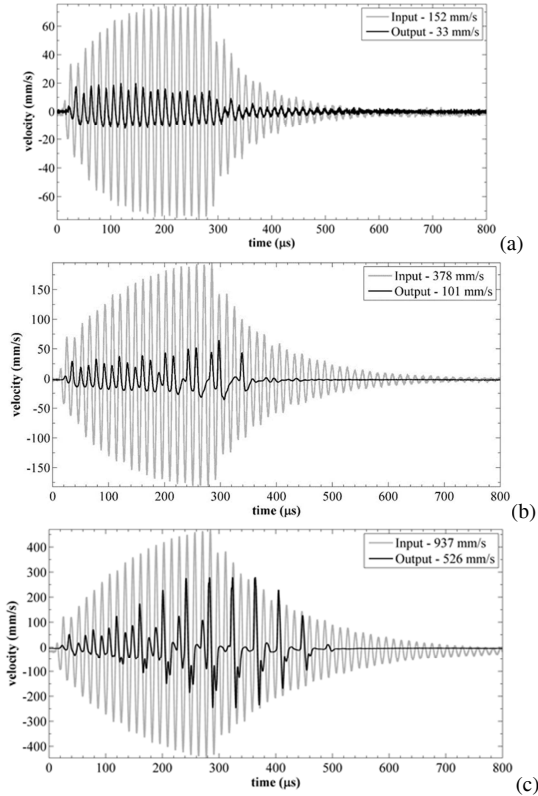 Input - 152 mm/s
Output - 33 mm/s
60
40
20
0
-20
-40
-60
velocity (mm/s)
0 100 200 300 400 500 600 700 800
time (µs)
(a)
Input - 378 mm/s
Output - 101 mm/s
150
100
50
0
-50
-100
-150
velocity (mm/s)
0 100 200 300 400 500 600 700 800
time (µs)
(b)
Input - 937 mm/s
Output - 526 mm/s
400
300
200
100
0
-100
-200
-300
-400
velocity (mm/s)
0 100 200 300 400 500 600 700 800
time (µs)
(c)